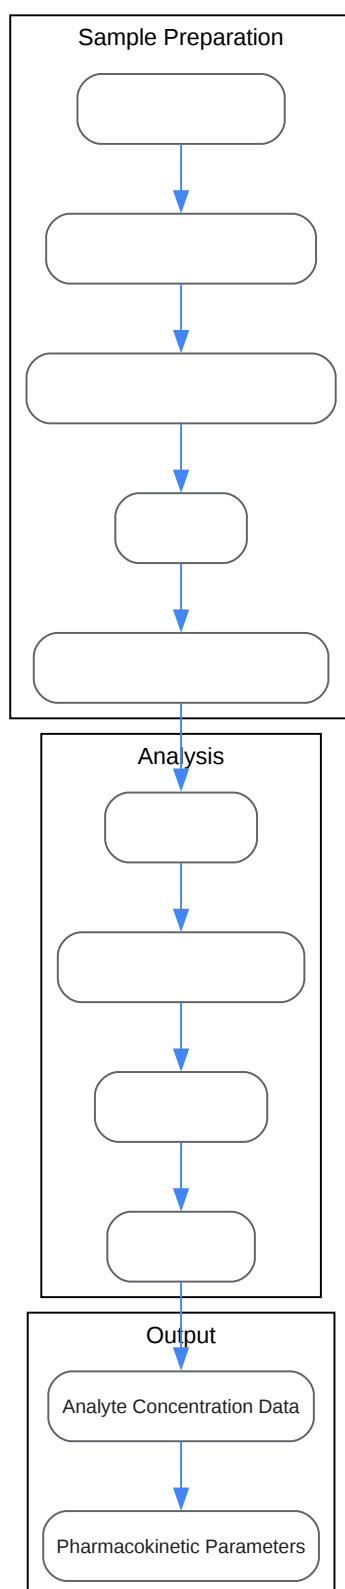 Sample Preparation
Analysis
Output
Analyte Concentration Data
Pharmacokinetic Parameters